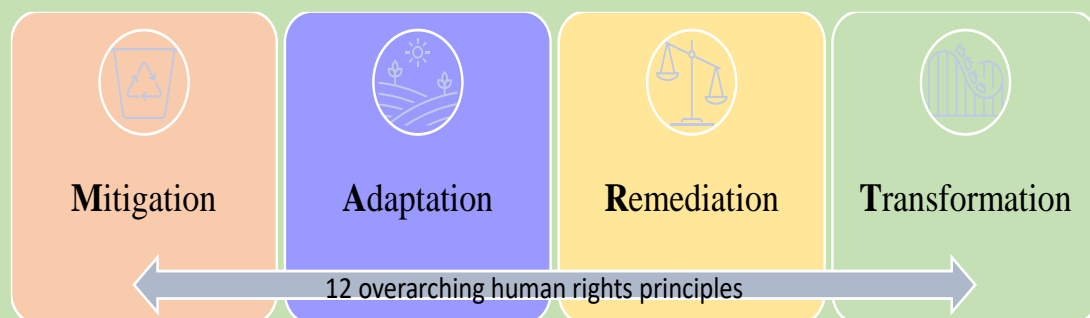 Mitigation
Adaptation
Remediation
Transformation
12 overarching human rights principles